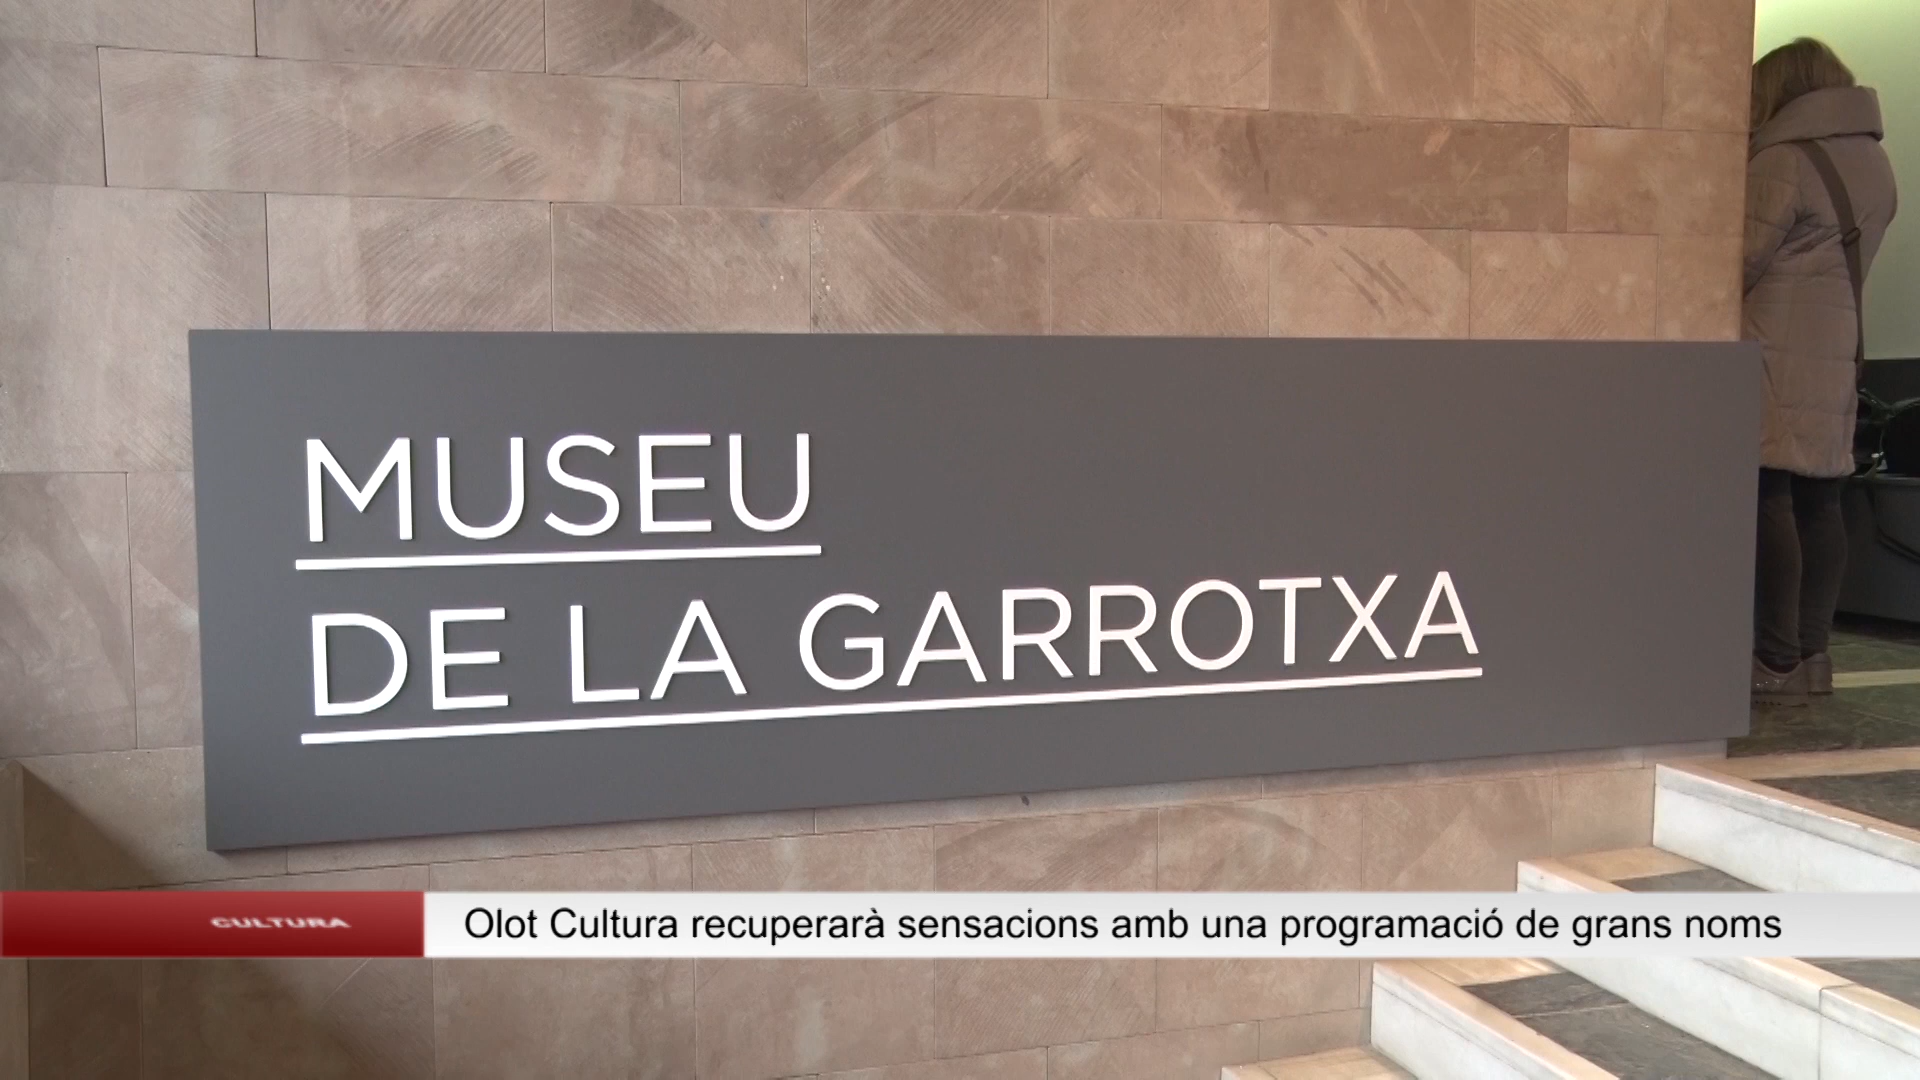 MUSEU
DE LA GARROTXA
CULTURA
Olot Cultura recuperarà sensacions amb una programació de grans noms